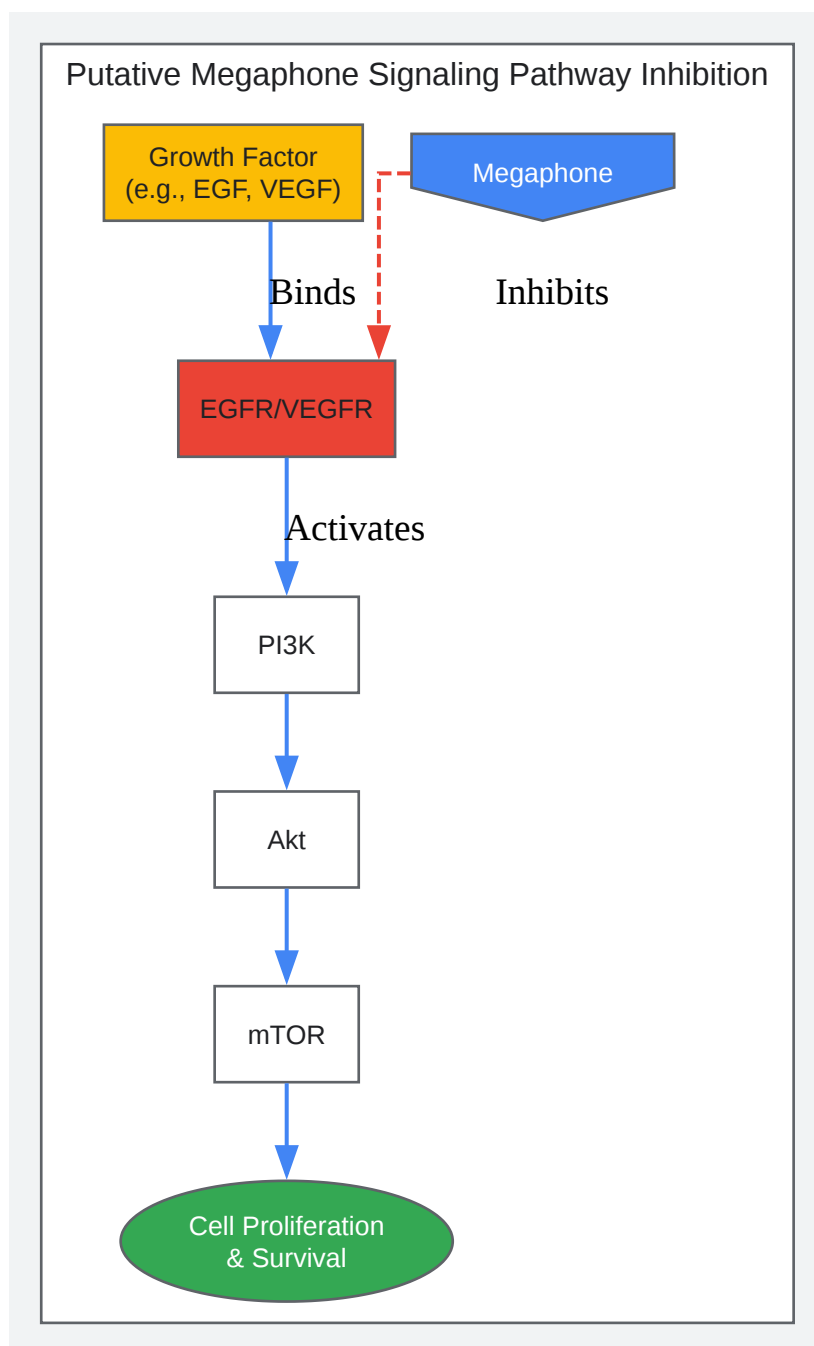 Putative Megaphone Signaling Pathway Inhibition
Growth Factor
(e.g., EGF, VEGF)
Megaphone
Binds
Inhibits
EGFR/VEGFR
Activates
PI3K
Akt
mTOR
Cell Proliferation
& Survival